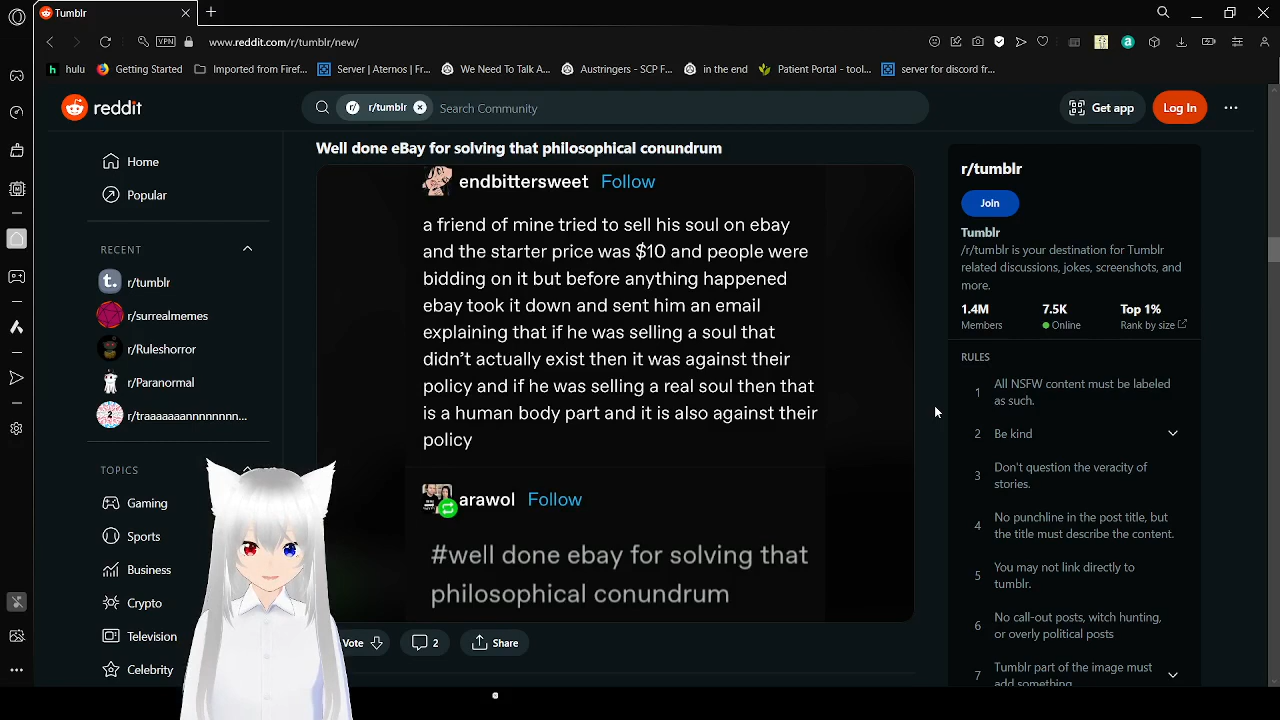 Tumblr
VPN
www.reddit.com/r/tumblr/new/
hulu
Getting Started
Imported from Firef...
Server | Aternos | Fr...
We Need To Talk A...
Austringers - SCP F...
in the end
Patient Portal - tool...
server for discord fr...
reddit
r/tumblr
Search Community
Get app
Log In
Home
Popular
RECENT
r/tumblr
r/surrealmemes
r/Ruleshorror
r/Paranormal
r/traaaaaaannnnnnn...
TOPICS
Gaming
Sports
Business
Crypto
Television
Celebrity
Well done eBay for solving that philosophical conundrum
endbittersweet Follow
a friend of mine tried to sell his soul on ebay
and the starter price was $10 and people were
bidding on it but before anything happened
ebay took it down and sent him an email
explaining that if he was selling a soul that
didn't actually exist then it was against their
policy and if he was selling a real soul then that
is a human body part and it is also against their
policy
arawol Follow
#well done ebay for solving that
philosophical conundrum
Vote
2
Share
r/tumblr
Join
Tumblr
/r/tumblr is your destination for Tumblr
related discussions, jokes, screenshots, and
more.
1.4M 7.5K Top 1%
Members Online Rank by size
RULES
1 All NSFW content must be labeled
as such.
2 Be kind
3 Don't question the veracity of
stories.
4 No punchline in the post title, but
the title must describe the content.
5 You may not link directly to
tumblr.
6 No call-out posts, witch hunting,
or overly political posts
7 Tumblr part of the image must
add something